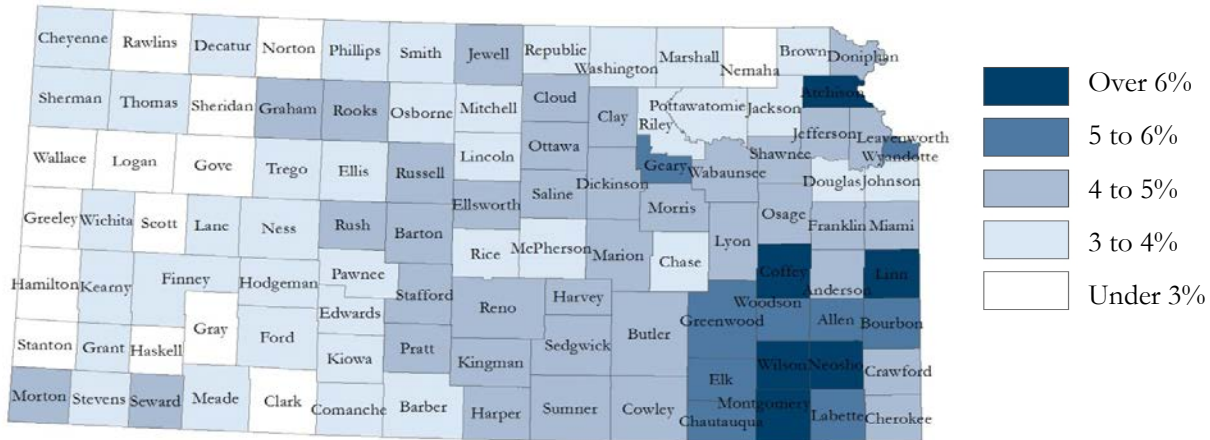 Cheyenne
Rawlins
Decatur
Norton
Phillips
Smith
Jewell
Republic
Washington
Marshall
Nemaha
Brown
Doniphan
Atchison
Sherman
Thomas
Sheridan
Graham
Rooks
Osborne
Mitchell
Cloud
Clay
Riley
Pottawatomie
Jackson
Jefferson
Leavenworth
Wyandotte
Wallace
Logan
Gove
Trego
Ellis
Russell
Lincoln
Ottawa
Saline
Dickinson
Geary
Wabaunsee
Shawnee
Douglas
Johnson
Greeley
Wichita
Scott
Lane
Ness
Rush
Barton
Ellsworth
Rice
McPherson
Marion
Morris
Chase
Lyon
Osage
Franklin
Miami
Hamilton
Kearny
Finney
Hodgeman
Pawnee
Edwards
Stafford
Reno
Harvey
Coffey
Anderson
Linn
Stanton
Grant
Haskell
Gray
Ford
Kiowa
Pratt
Kingman
Sedgwick
Butler
Greenwood
Woodson
Allen
Bourbon
Morton
Stevens
Seward
Meade
Clark
Comanche
Barber
Harper
Sumner
Cowley
Elk
Chautauqua
Wilson
Montgomery
Neosho
Labette
Crawford
Cherokee
Over 6%
5 to 6%
4 to 5%
3 to 4%
Under 3%